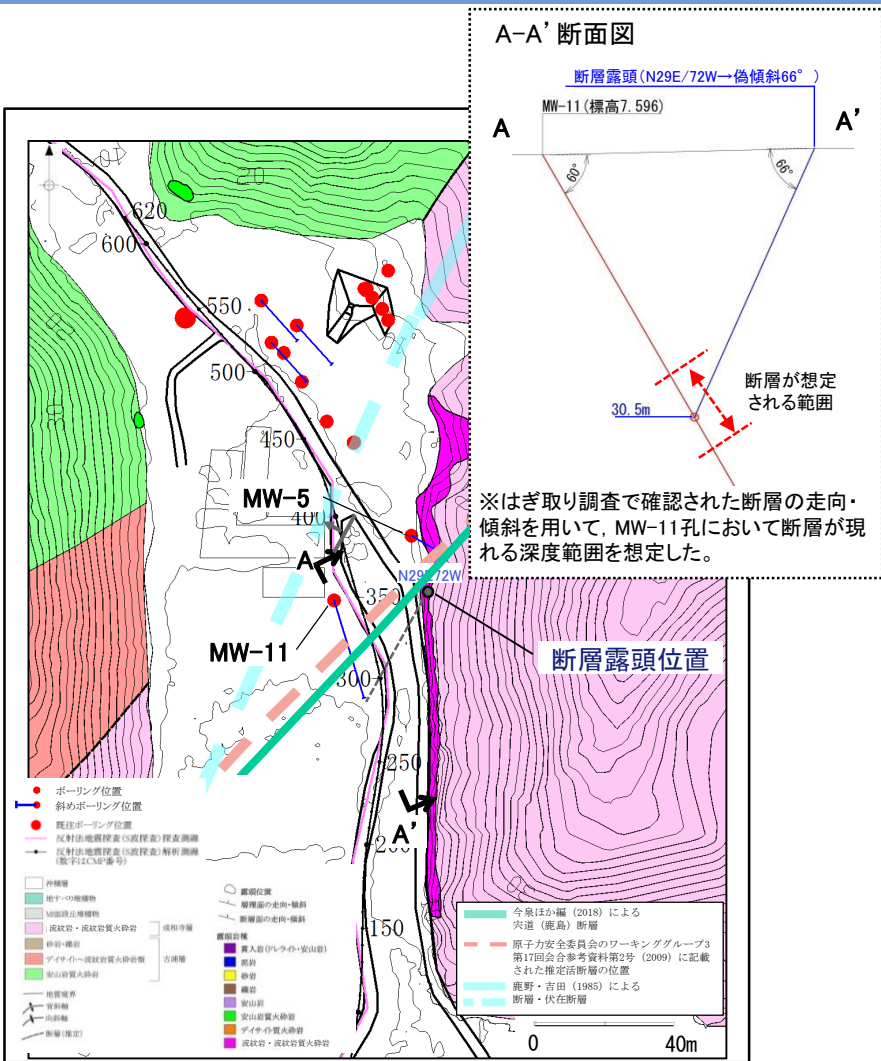 A-A’断面図
断層露頭(N29E/72W→偽傾斜66°)
MW-11(標高7.596)
A
A’
60°
66°
断層が想定
される範囲
30.5m
※はぎ取り調査で確認された断層の走向・
傾斜を用いて，MW-11孔において断層が現
れる深度範囲を想定した。
620
600
550
500
450
400
350
300
250
200
150
20
MW-5
A
N29E/72W
MW-11
断層露頭位置
A’
ボーリング位置
斜めボーリング位置
既往ボーリング位置
反射法地震探査(S波探査)探査測線
反射法地震探査(S波探査)解析測線
(数字はCMP番号)
沖積層
地すべり堆積物
M面段丘堆積物
流紋岩・流紋岩質火砕岩
成相寺層
砂岩・礫岩
デイサイト～流紋岩質火砕岩類
古浦層
安山岩質火砕岩
地質境界
背斜軸
向斜軸
断層(推定)
露頭位置
層理面の走向・傾斜
断層面の走向・傾斜
露頭岩種
貫入岩(ドレライト・安山岩)
泥岩
砂岩
礫岩
安山岩
安山岩質火砕岩
デイサイト質火砕岩
流紋岩・流紋岩質火砕岩
今泉ほか編（2018）による
宍道（鹿島）断層
原子力安全委員会のワーキンググループ3
第17回会合参考資料第2号（2009）に記載
された推定活断層の位置
鹿野・吉田（1985）による
断層・伏在断層
0
40m